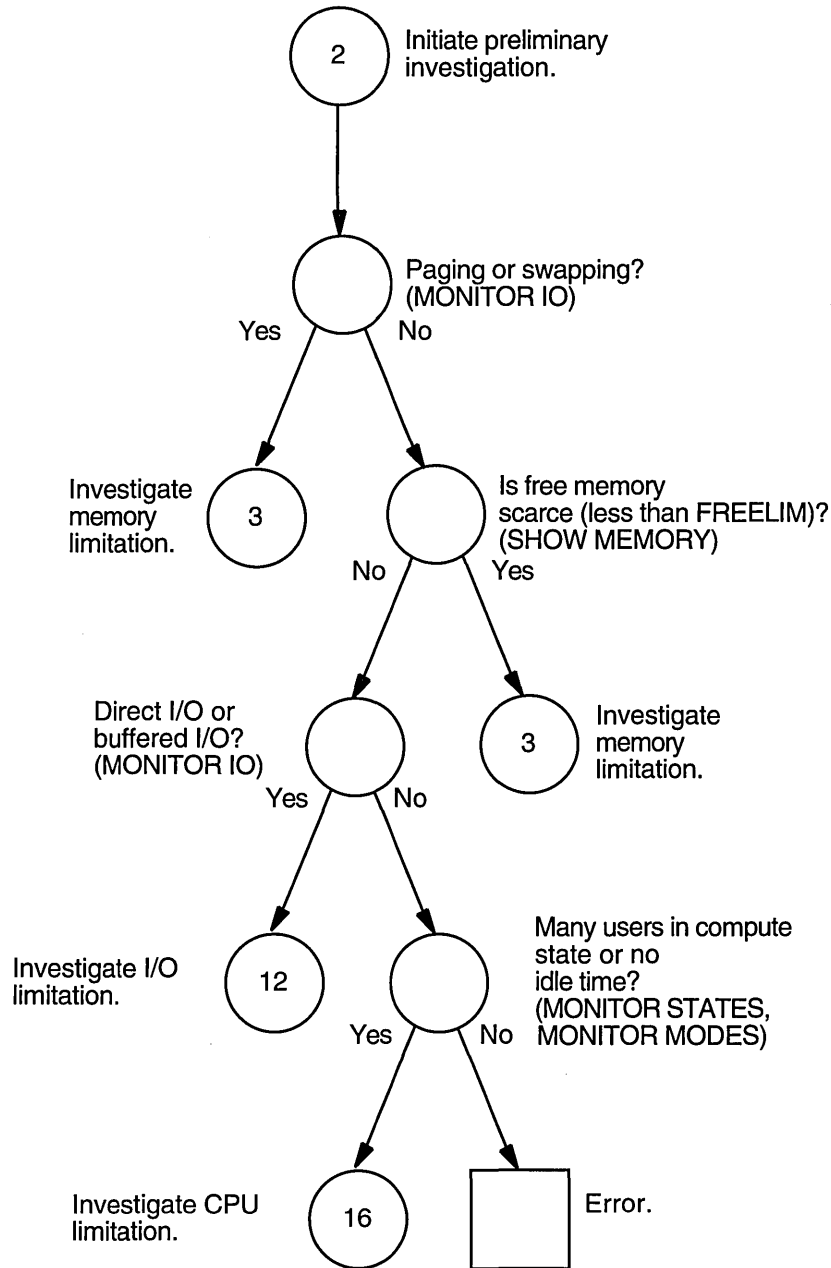 2
Initiate preliminary
investigation.
Paging or swapping?
(MONITOR IO)
Yes
No
Investigate
memory
limitation.
3
Is free memory
scarce (less than FREELIM)?
(SHOW MEMORY)
No
Yes
Direct I/O or
buffered I/O?
(MONITOR IO)
3
Investigate
memory
limitation.
Yes
No
Investigate I/O
limitation.
12
Many users in compute
state or no
idle time?
(MONITOR STATES,
MONITOR MODES)
Yes
No
Investigate CPU
limitation.
16
Error.